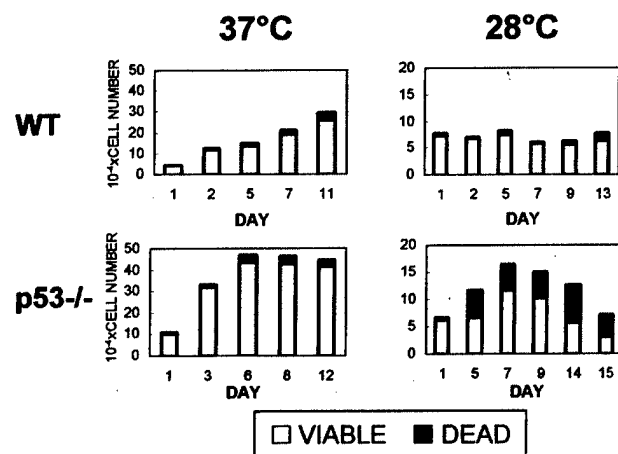 37°C
28°C
WT
10⁻⁴xCELL NUMBER
50
40
30
20
10
0
1 2 5 7 11
DAY
20
15
10
5
0
1 2 5 7 9 13
DAY
p53-/-
10⁻⁴xCELL NUMBER
50
40
30
20
10
0
1 3 6 8 12
DAY
20
15
10
5
0
1 5 7 9 14 15
DAY
VIABLE DEAD